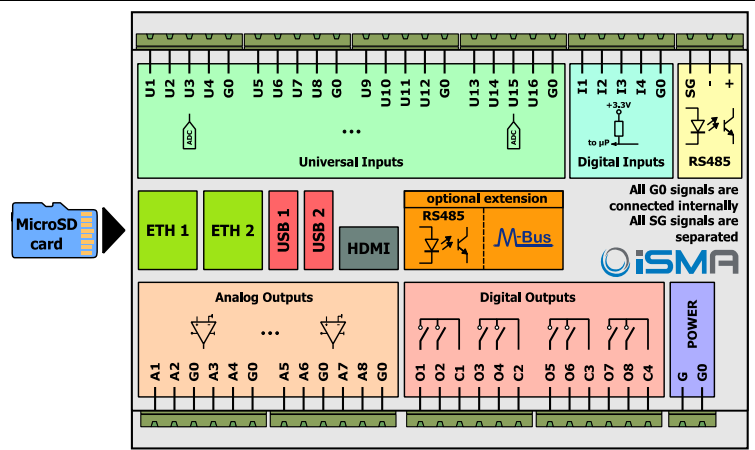 U1 U2 U3 U4 G0 U5 U6 U7 U8 G0 U9 U10 U11 U12 G0 U13 U14 U15 U16 G0
ADC ... ADC
Universal Inputs
I1 I2 I3 I4 G0
+3.3V
to µP
Digital Inputs
SG - +
RS485
MicroSD
card
ETH 1
ETH 2
USB 1
USB 2
HDMI
optional extension
RS485
M-Bus
All G0 signals are
connected internally
All SG signals are
separated
iSMA
Analog Outputs
...
A1 A2 G0 A3 A4 G0 A5 A6 G0 A7 A8 G0
Digital Outputs
O1 O2 C1 O3 O4 C2 O5 O6 C3 O7 O8 C4
POWER
G G0